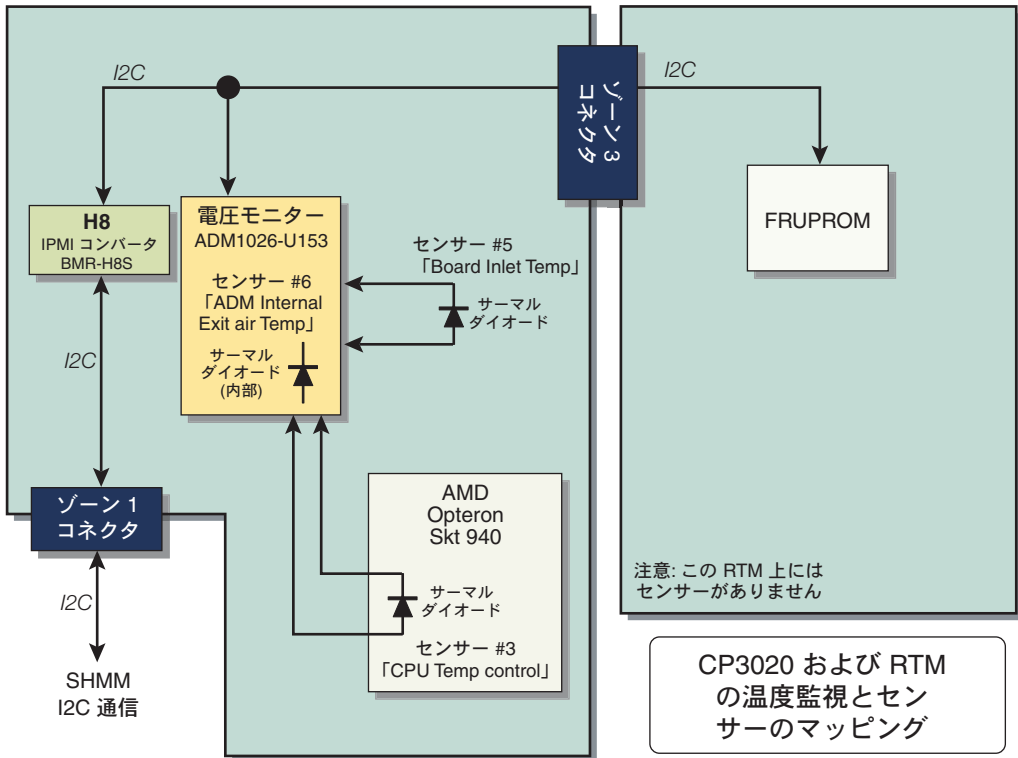 I2C
ゾーン 3
コネクタ
I2C
FRUPROM
H8
IPMI コンバータ
BMR-H8S
電圧モニター
ADM1026-U153
センサー #6
「ADM Internal
Exit air Temp」
サーマル
ダイオード
(内部)
センサー #5
「Board Inlet Temp」
サーマル
ダイオード
I2C
ゾーン 1
コネクタ
I2C
SHMM
I2C 通信
AMD
Opteron
Skt 940
サーマル
ダイオード
センサー #3
「CPU Temp control」
注意: この RTM 上には
センサーがありません
CP3020 および RTM
の温度監視とセン
サーのマッピング